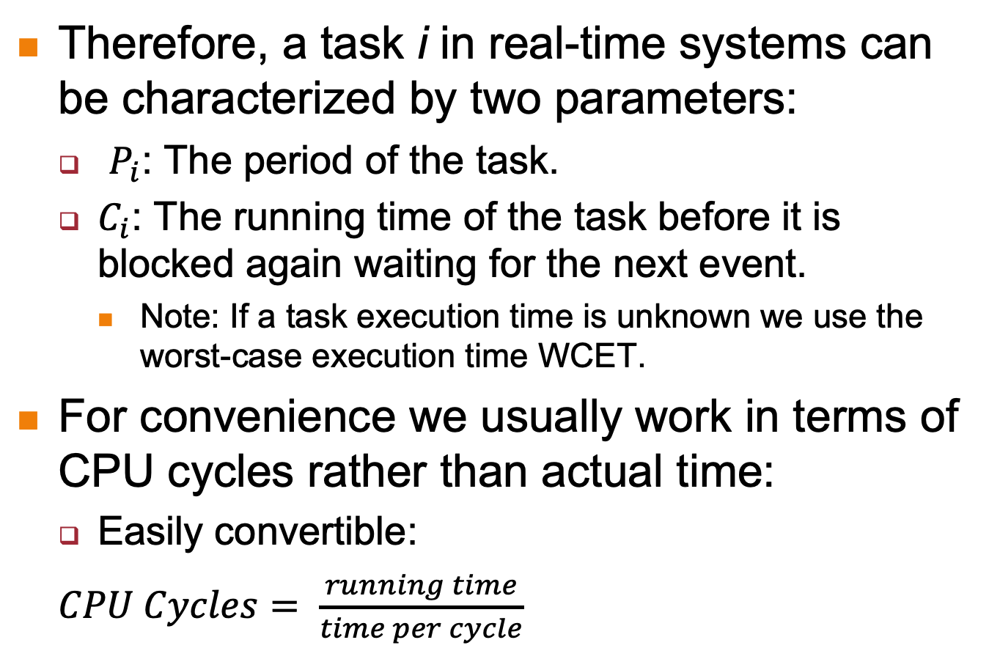 Therefore, a task i in real-time systems can
be characterized by two parameters:
P_i: The period of the task.
C_i: The running time of the task before it is
blocked again waiting for the next event.
Note: If a task execution time is unknown we use the
worst-case execution time WCET.
For convenience we usually work in terms of
CPU cycles rather than actual time:
Easily convertible:
CPU Cycles = running time / time per cycle